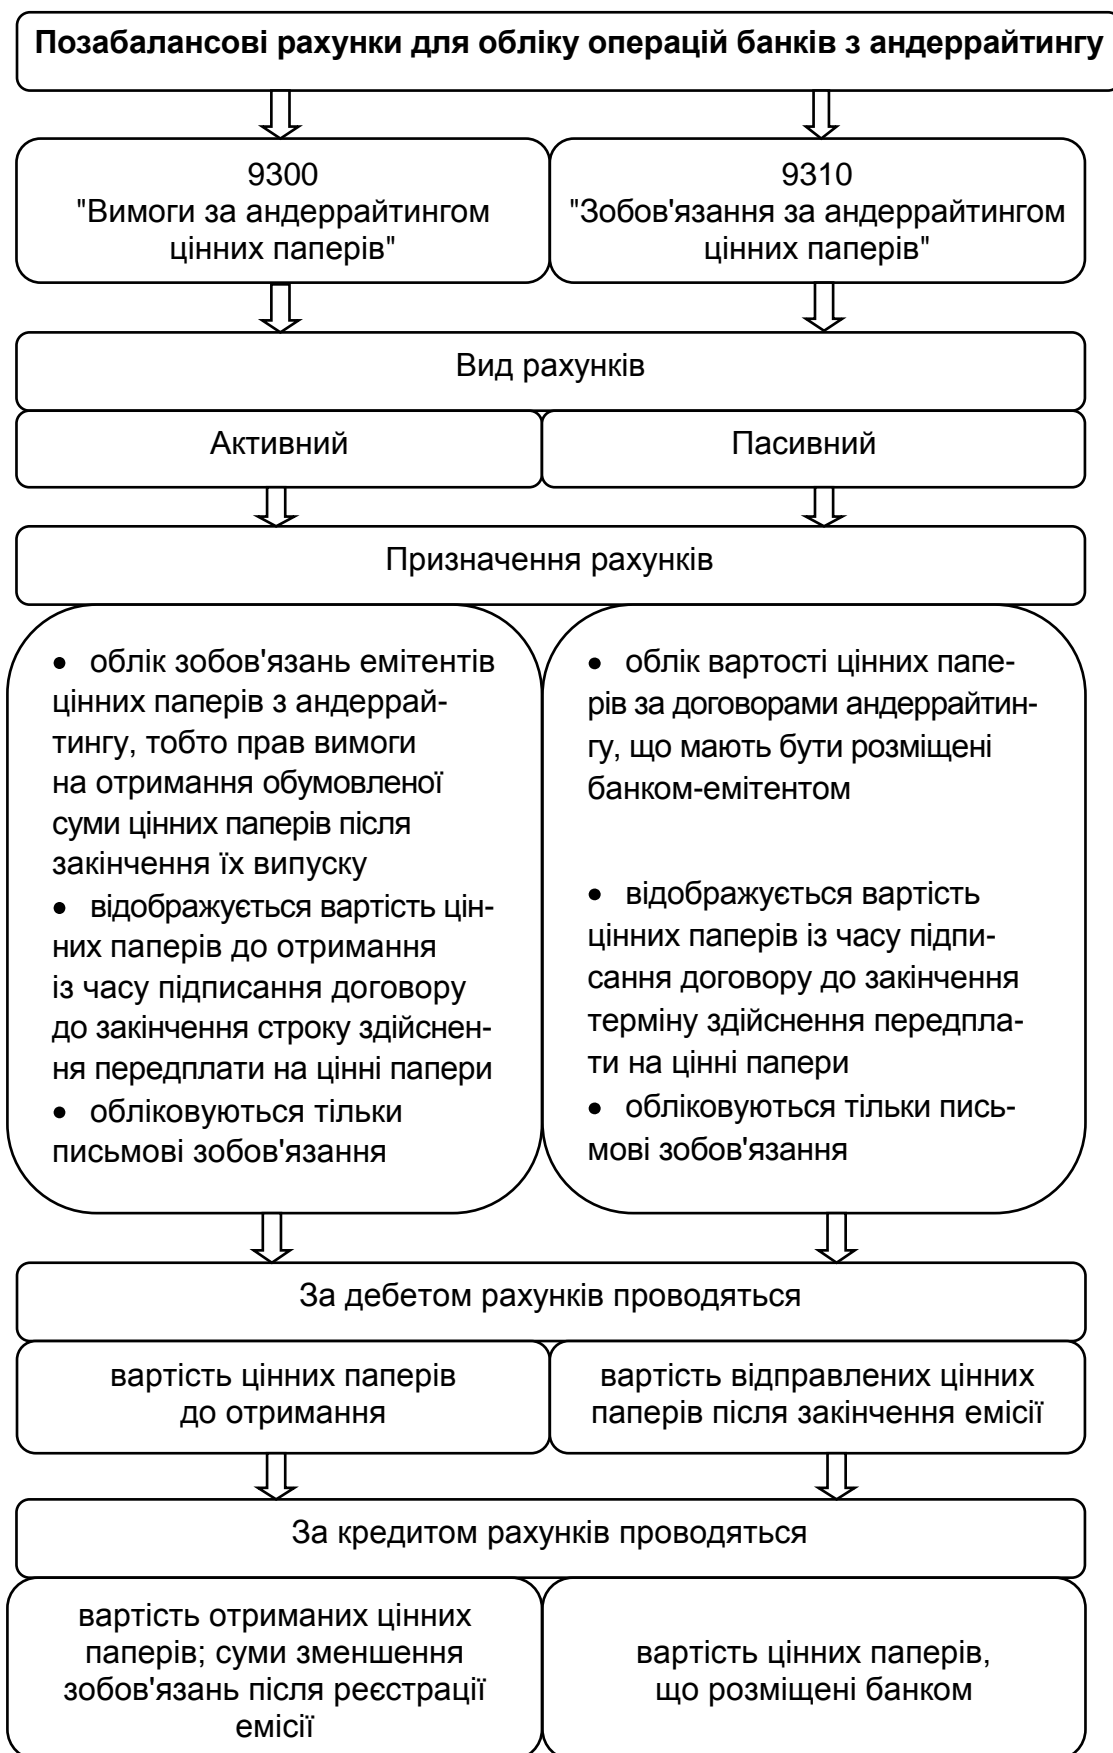 Позабалансові рахунки для обліку операцій банків з андеррайтингу
9300
"Вимоги за андеррайтингом
цінних паперів"
9310
"Зобов'язання за андеррайтингом
цінних паперів"
Вид рахунків
Активний
Пасивний
Призначення рахунків
• облік зобов'язань емітентів
цінних паперів з андеррай-
тингу, тобто прав вимоги
на отримання обумовленої
суми цінних паперів після
закінчення їх випуску
• відображується вартість цін-
них паперів до отримання
із часу підписання договору
до закінчення строку здійснен-
ня передплати на цінні папери
• обліковуються тільки
письмові зобов'язання
• облік вартості цінних папе-
рів за договорами андеррайтин-
гу, що мають бути розміщені
банком-емітентом
• відображується вартість
цінних паперів із часу підпи-
сання договору до закінчення
терміну здійснення передпла-
ти на цінні папери
• обліковуються тільки пись-
мові зобов'язання
За дебетом рахунків проводяться
вартість цінних паперів
до отримання
вартість відправлених цінних
паперів після закінчення емісії
За кредитом рахунків проводяться
вартість отриманих цінних
паперів; суми зменшення
зобов'язань після реєстрації
емісії
вартість цінних паперів,
що розміщені банком